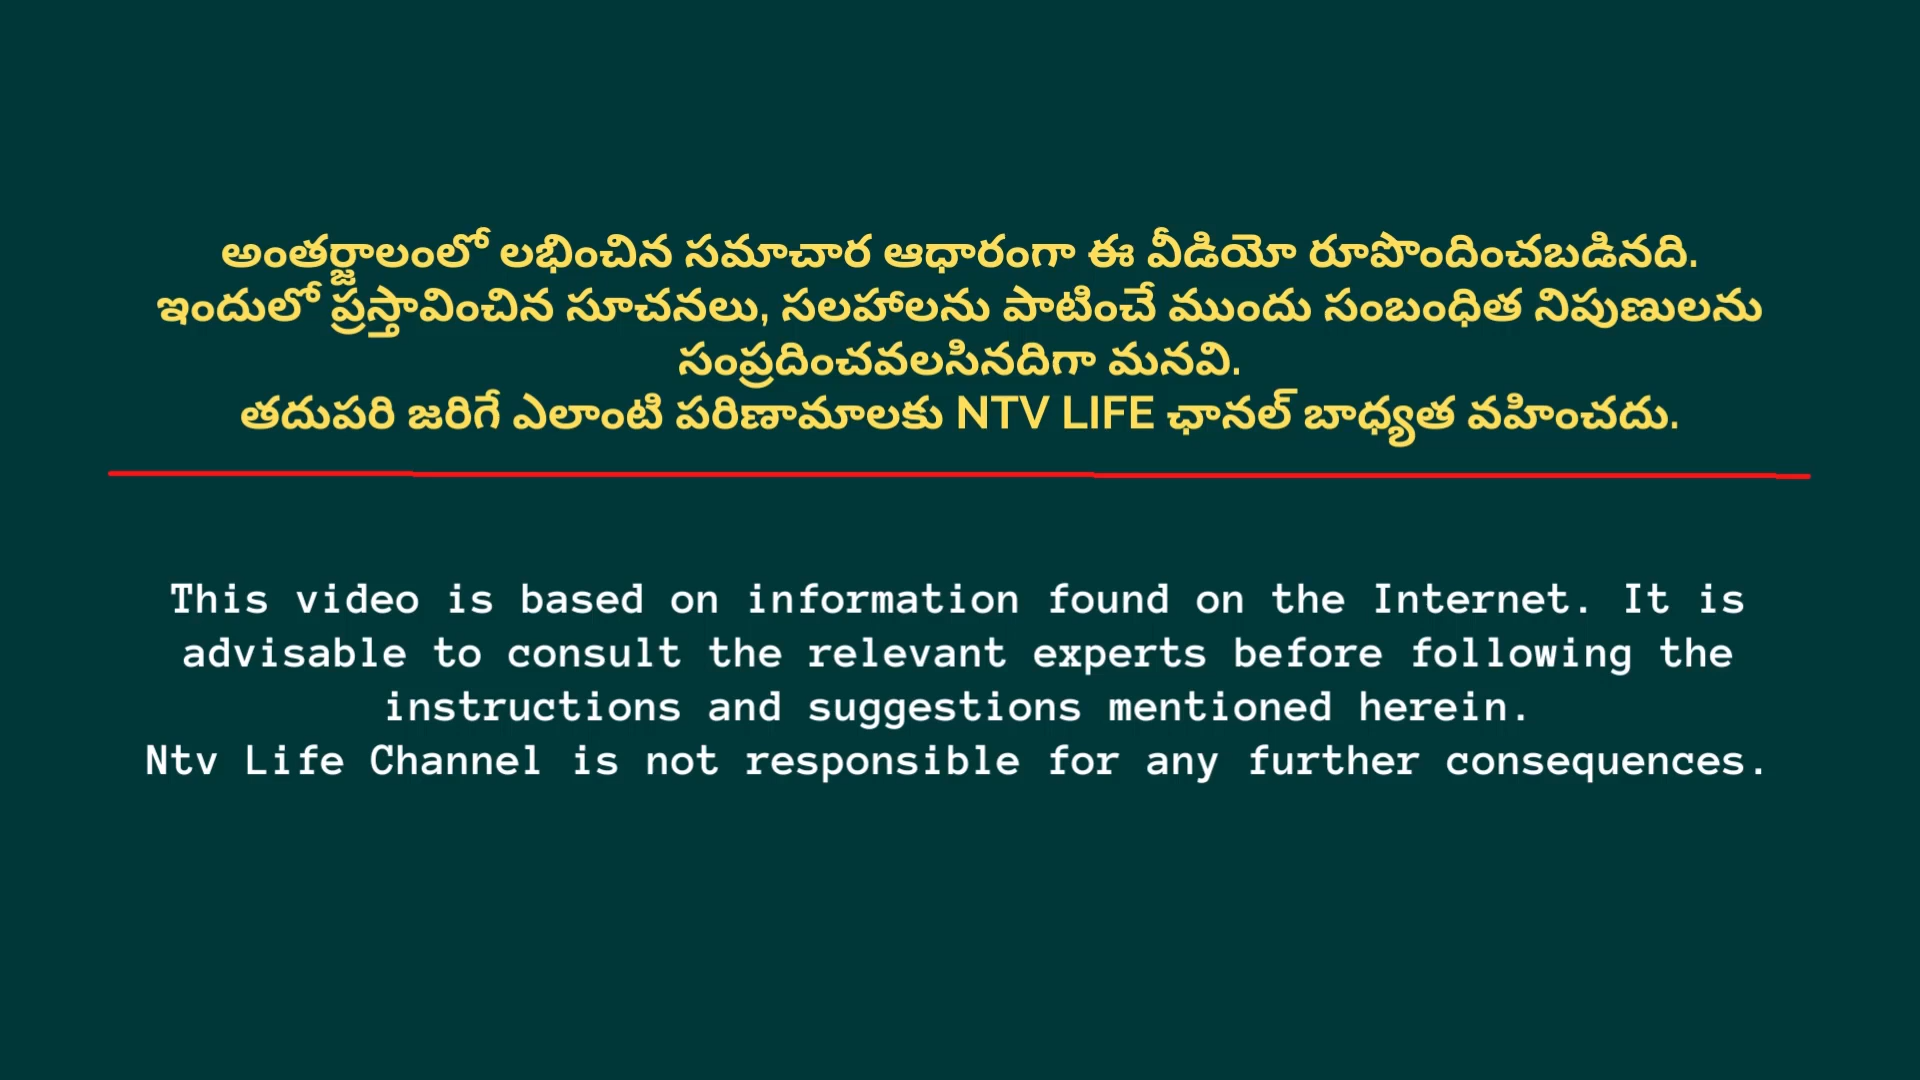 అంతర్జాలంలో లభించిన సమాచార ఆధారంగా ఈ వీడియో రూపొందించబడినది.
ఇందులో ప్రస్తావించిన సూచనలు, సలహాలను పాటించే ముందు సంబంధిత నిపుణులను
సంప్రదించవలసినదిగా మనవి.
తదుపరి జరిగే ఎలాంటి పరిణామాలకు NTV LIFE ఛానల్ బాధ్యత వహించదు.
This video is based on information found on the Internet. It is
advisable to consult the relevant experts before following the
instructions and suggestions mentioned herein.
Ntv Life Channel is not responsible for any further consequences.